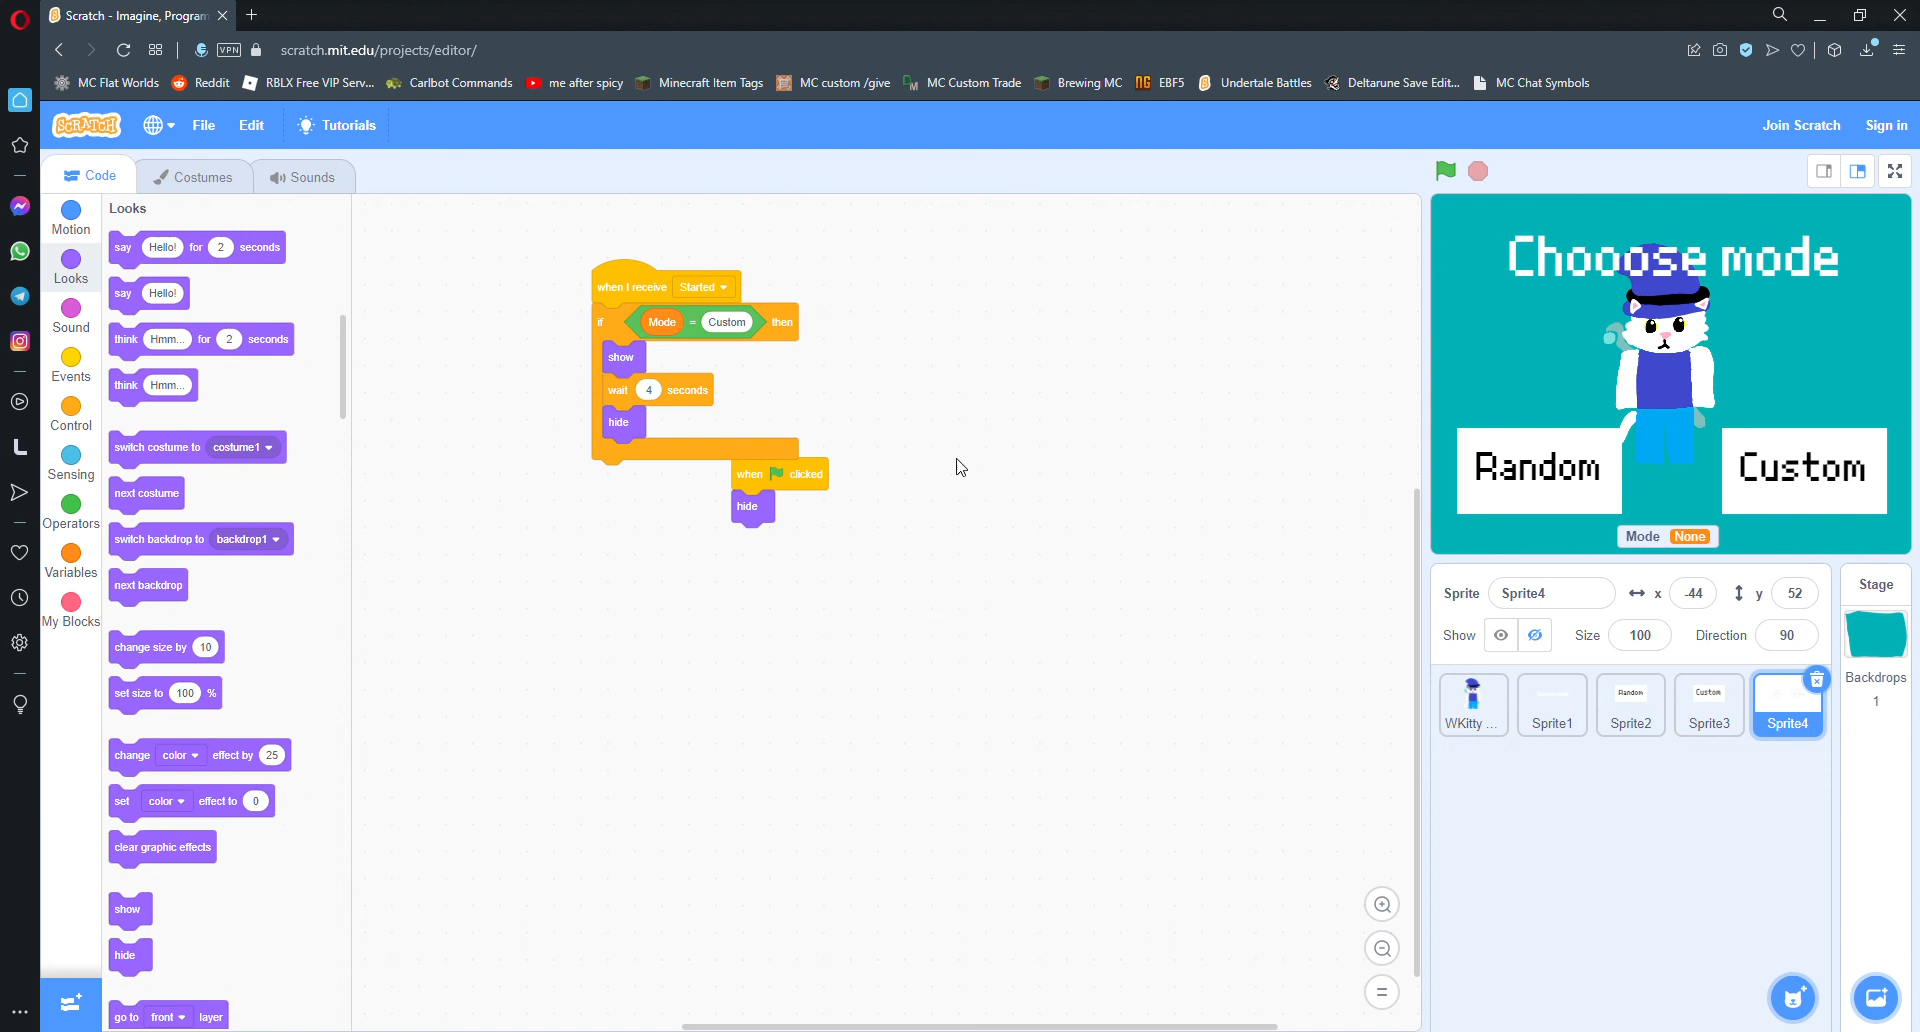 Scratch - Imagine, Program
VPN scratch.mit.edu/projects/editor/
MC Flat Worlds Reddit RBLX Free VIP Serv... Carlbot Commands me after spicy Minecraft Item Tags MC custom /give MC Custom Trade Brewing MC EBF5 Undertale Battles Deltarune Save Edit... MC Chat Symbols
SCRATCH File Edit Tutorials Join Scratch Sign in
Code Costumes Sounds
Motion
Looks
Sound
Events
Control
Sensing
Operators
Variables
My Blocks
Looks
say Hello! for 2 seconds
say Hello!
think Hmm... for 2 seconds
think Hmm...
switch costume to costume1
next costume
switch backdrop to backdrop1
next backdrop
change size by 10
set size to 100 %
change color effect by 25
set color effect to 0
clear graphic effects
show
hide
go to front layer
when I receive Started
if Mode = Custom then
show
wait 4 seconds
hide
when clicked
hide
Chooose mode
Random Custom
Mode None
Sprite Sprite4 x -44 y 52
Show Size 100 Direction 90
WKitty ... Sprite1 Random Sprite2 Custom Sprite3 Sprite4
Stage
Backdrops
1